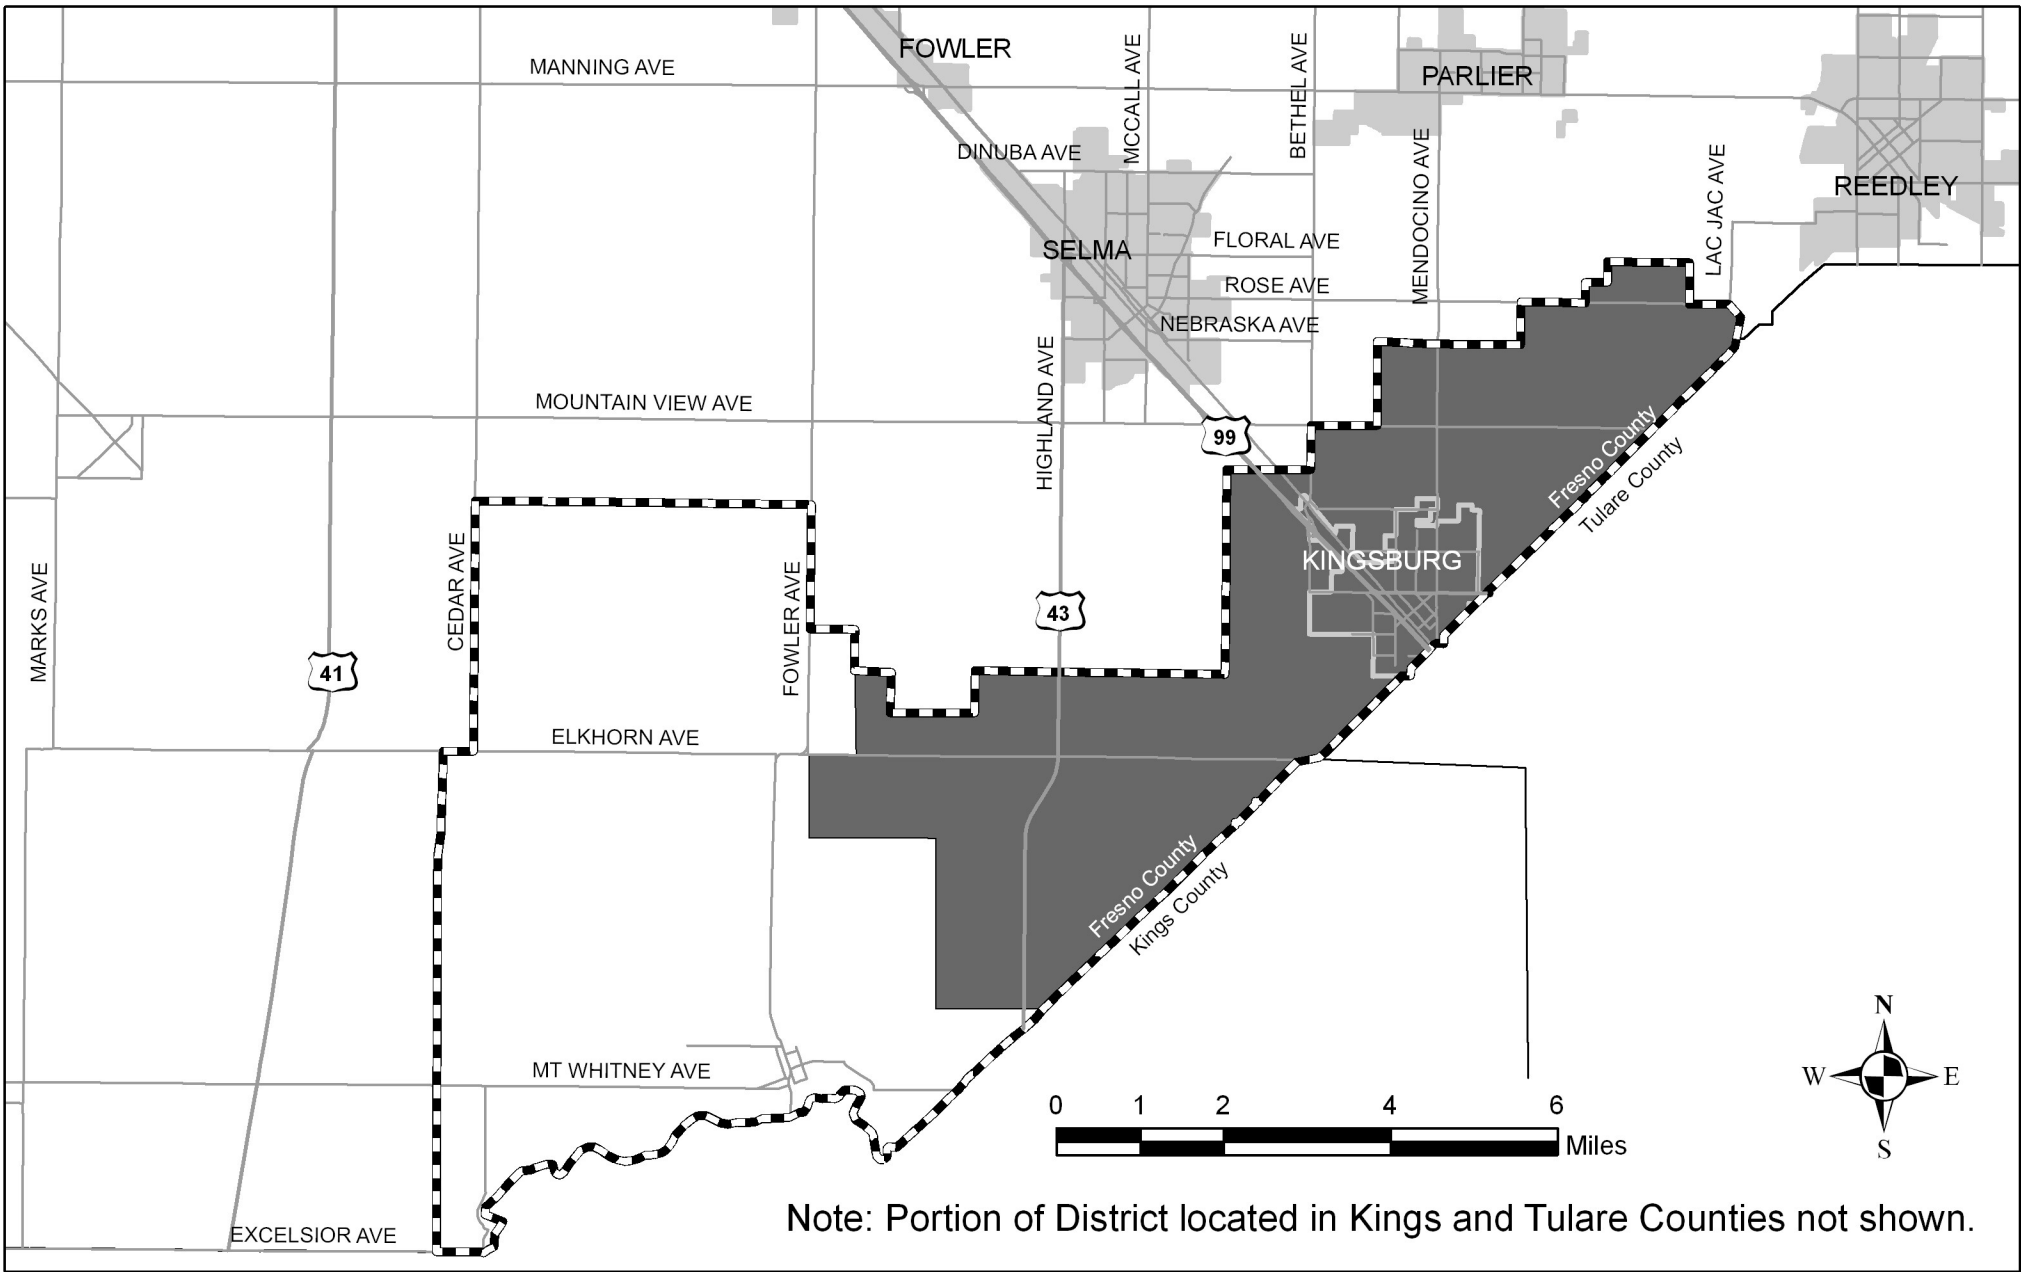 FOWLER
MANNING AVE
MCCALL AVE
BETHEL AVE
PARLIER
DINUBA AVE
MENDOCINO AVE
LAC JAC AVE
REEDLEY
SELMA
FLORAL AVE
ROSE AVE
NEBRASKA AVE
HIGHLAND AVE
MOUNTAIN VIEW AVE
99
Fresno County
Tulare County
MARKS AVE
CEDAR AVE
FOWLER AVE
KINGSBURG
43
41
ELKHORN AVE
Fresno County
Kings County
MT WHITNEY AVE
N
W
E
S
0 1 2 4 6
Miles
EXCELSIOR AVE
Note: Portion of District located in Kings and Tulare Counties not shown.